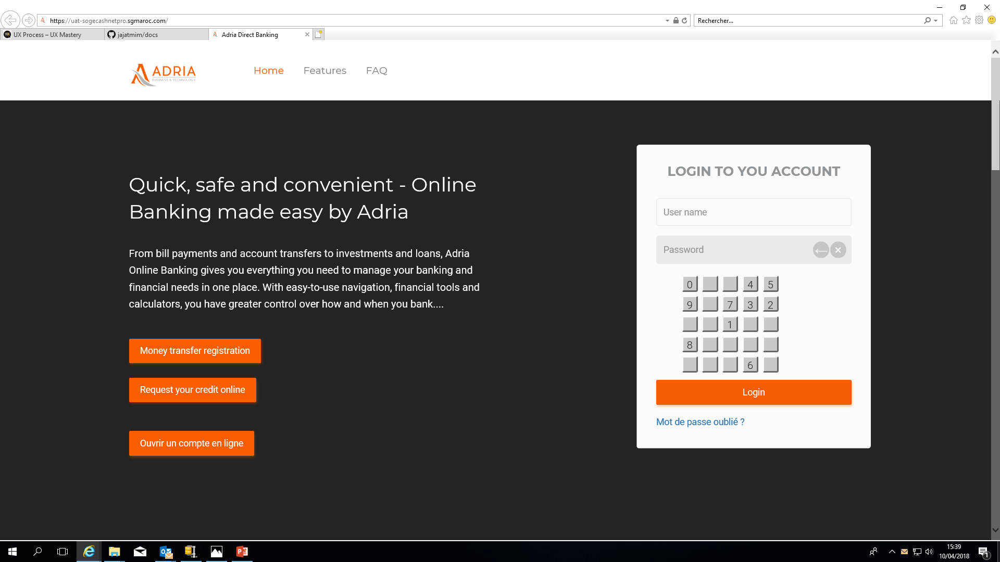 https://uat-sogecashnetpro.sgmaroc.com/
Rechercher...
UX Process – UX Mastery
jajatmim/docs
Adria Direct Banking
ADRIA
BUSINESS & TECHNOLOGY
Home
Features
FAQ
Quick, safe and convenient - Online
Banking made easy by Adria
From bill payments and account transfers to investments and loans, Adria
Online Banking gives you everything you need to manage your banking and
financial needs in one place. With easy-to-use navigation, financial tools and
calculators, you have greater control over how and when you bank....
Money transfer registration
Request your credit online
Ouvrir un compte en ligne
LOGIN TO YOU ACCOUNT
User name
Password
0 4 5
9 7 3 2
1
8
6
Login
Mot de passe oublié ?
15:39
10/04/2018
1